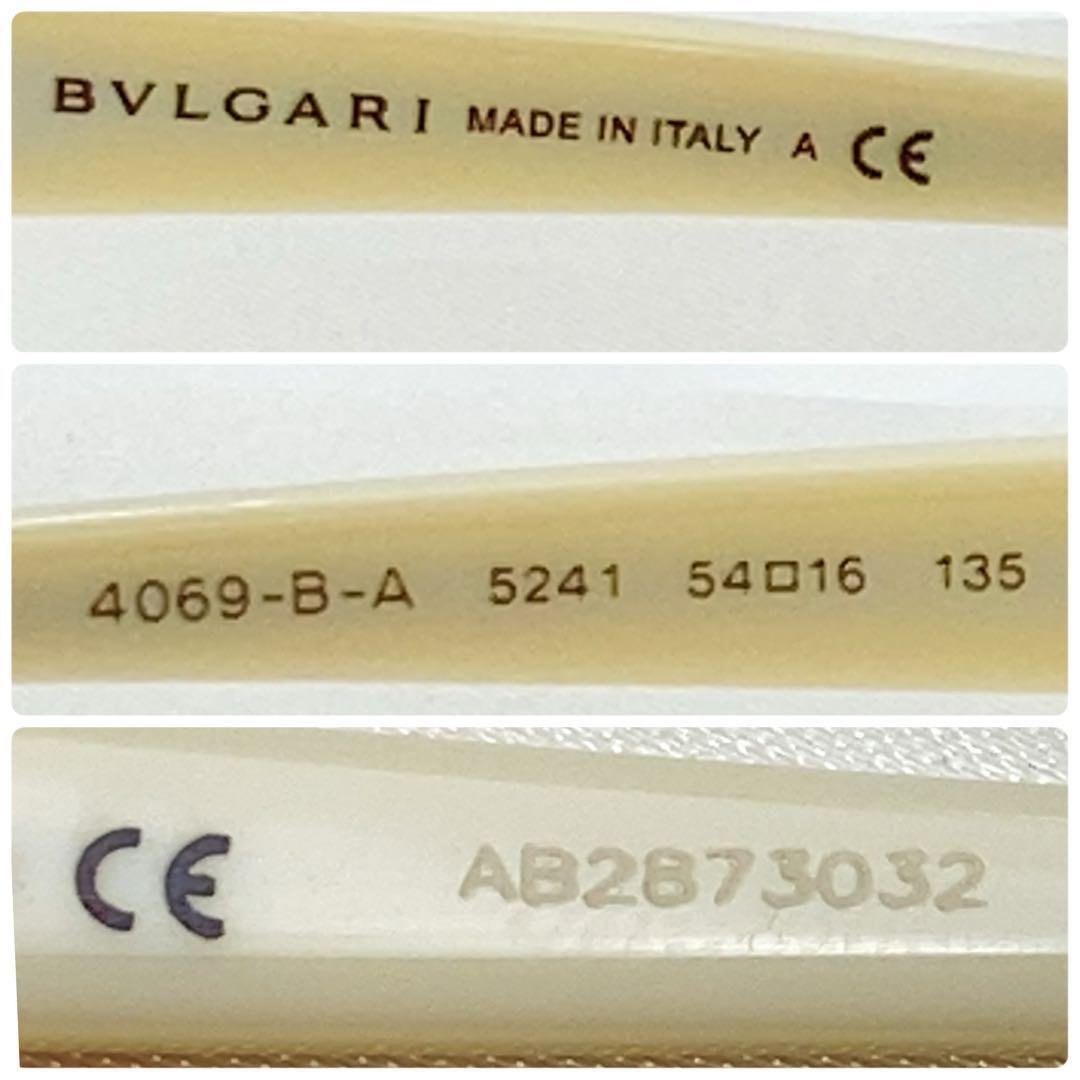 BVLGARI MADE IN ITALY A CE
4069-B-A 5241 54□16 135
CE AB2873032